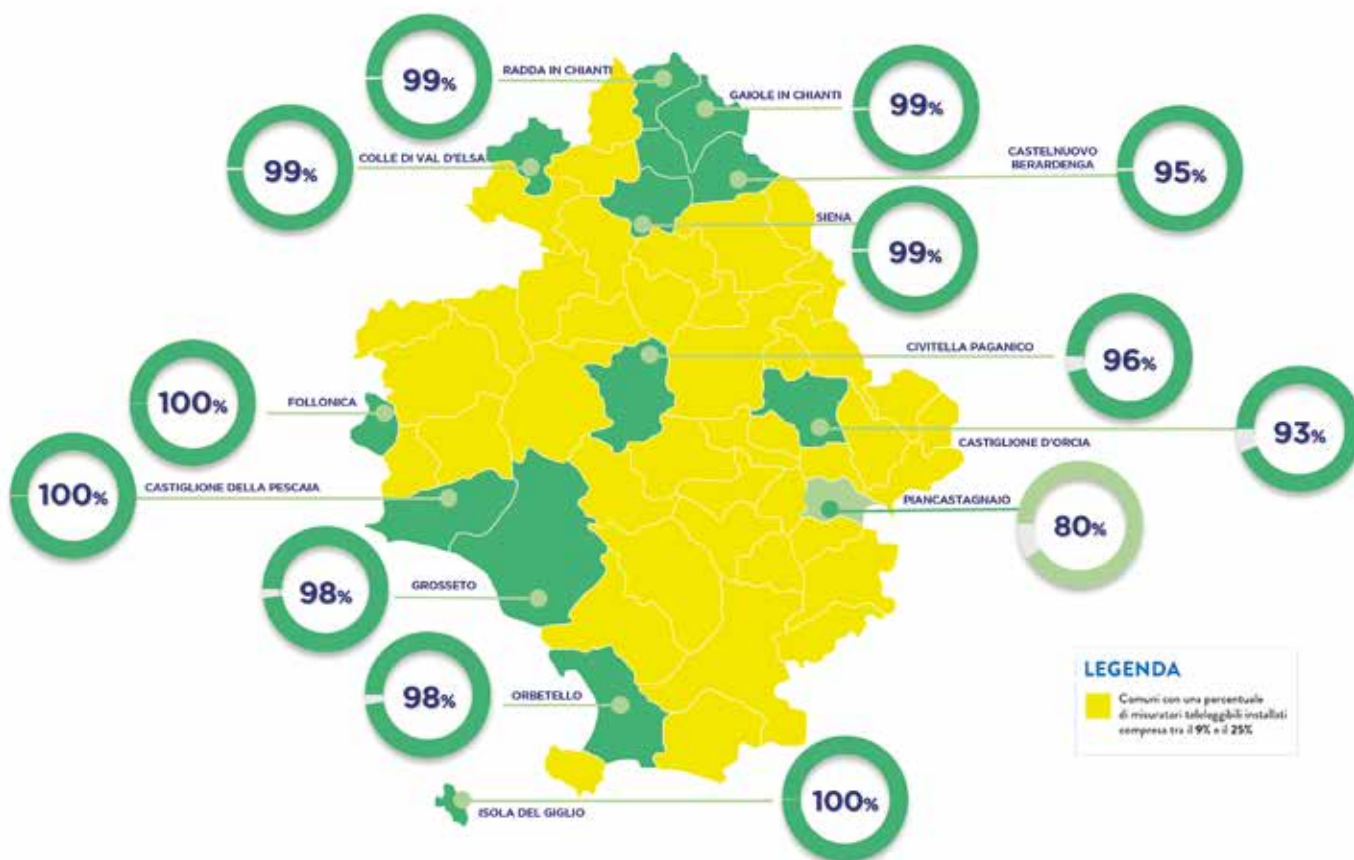 99%
RADDA IN CHIANTI
GAIOLE IN CHIANTI
99%
COLLE DI VAL D'ELSA
99%
CASTELNUOVO
BERARDENGA
95%
SIENA
99%
CIVITELLA PAGANICO
96%
100%
FOLLONICA
CASTIGLIONE D'ORCIA
93%
100%
CASTIGLIONE DELLA PESCAIA
PIANCASTAGNAIO
80%
98%
GROSSETO
98%
ORBETELLO
ISOLA DEL GIGLIO
100%
LEGENDA
Comuni con una percentuale
di misuratori teleleggibili installati
compresa tra il 9% e il 25%